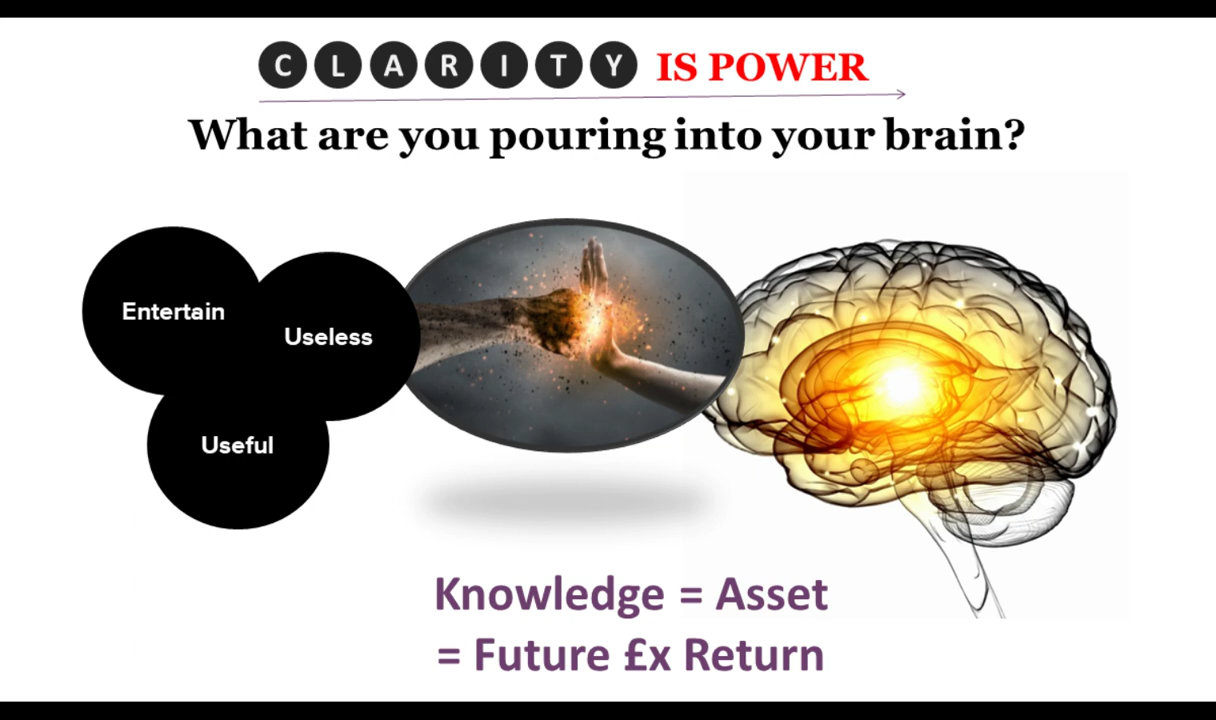 CLARITY IS POWER
What are you pouring into your brain?
Entertain
Useless
Useful
Knowledge = Asset
= Future £x Return